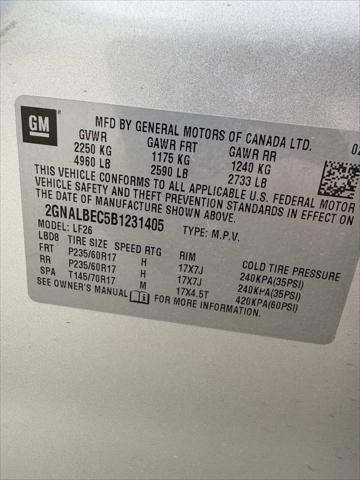 GM
MFD BY GENERAL MOTORS OF CANADA LTD. 02
GVWR GAWR FRT GAWR RR
2250 KG 1175 KG 1240 KG
4960 LB 2590 LB 2733 LB
THIS VEHICLE CONFORMS TO ALL APPLICABLE U.S. FEDERAL MOTOR
VEHICLE SAFETY AND THEFT PREVENTION STANDARDS IN EFFECT ON
THE DATE OF MANUFACTURE SHOWN ABOVE.
2GNALBEC5B1231405 TYPE: M.P.V.
MODEL: LF26
LBD8 TIRE SIZE SPEED RTG RIM COLD TIRE PRESSURE
FRT P235/60R17 H 17X7J 240KPA(35PSI)
RR P235/60R17 H 17X7J 240KPA(35PSI)
SPA T145/70R17 M 17X4.5T 420KPA(60PSI)
SEE OWNER'S MANUAL FOR MORE INFORMATION.